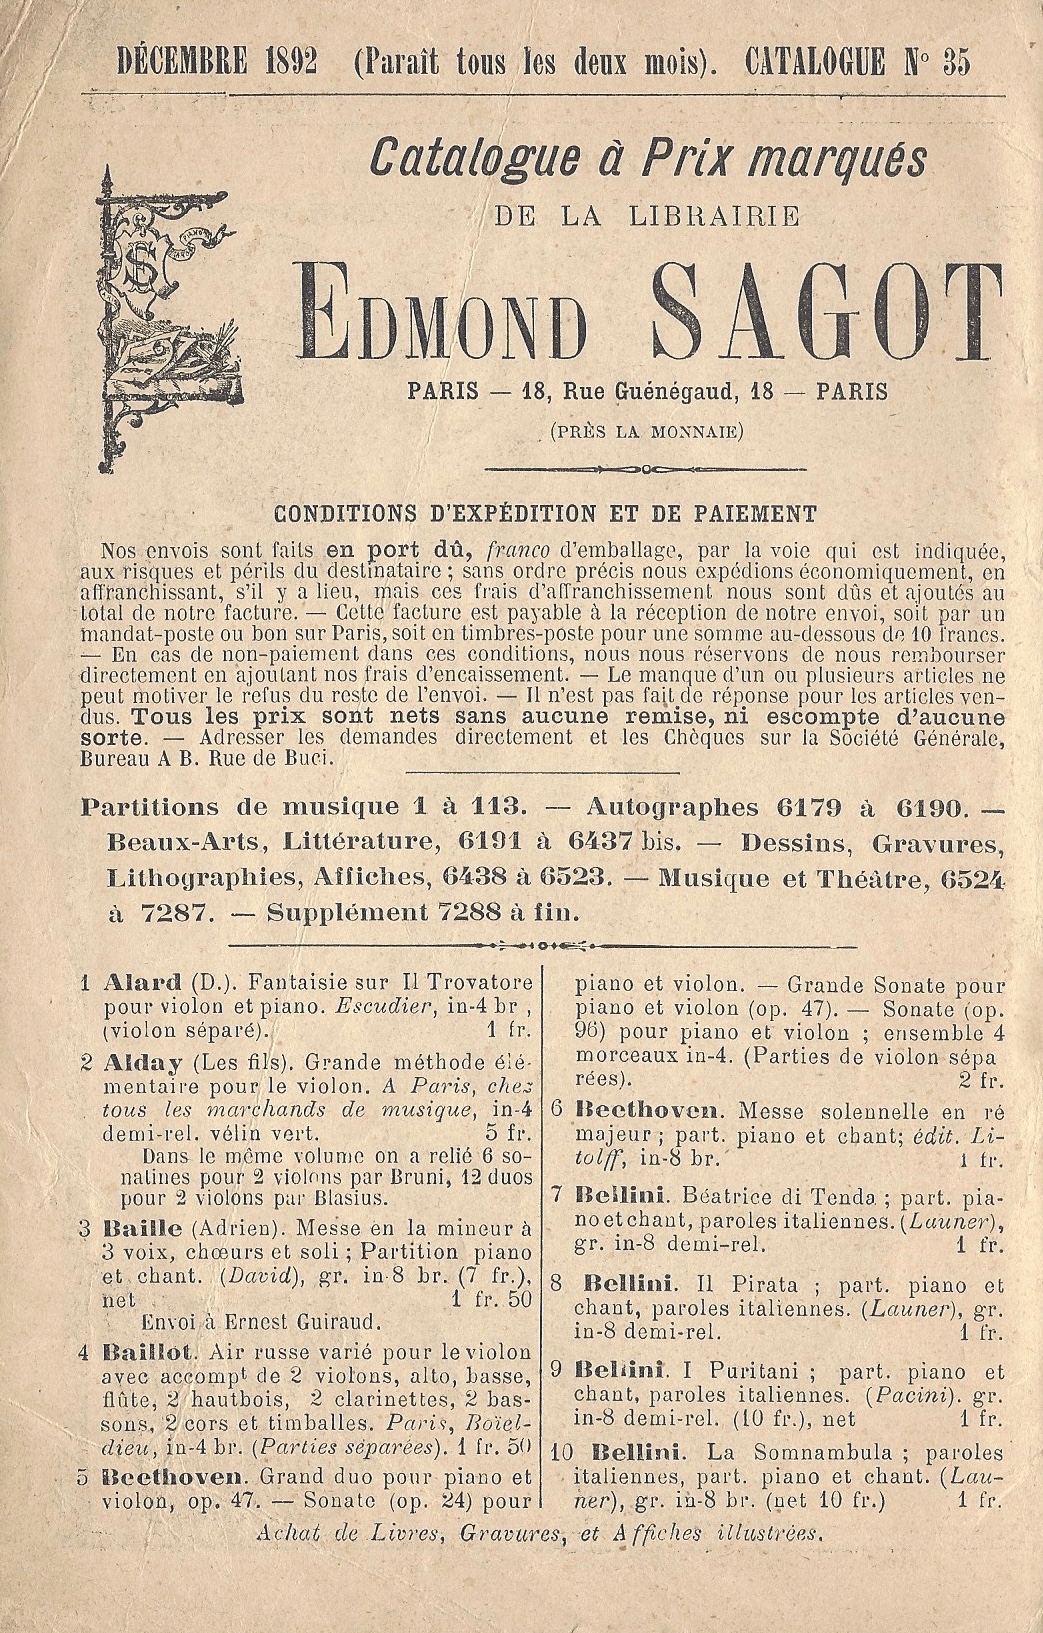 DÉCEMBRE 1892 (Paraît tous les deux mois). CATALOGUE N° 35
Catalogue à Prix marqués
DE LA LIBRAIRIE
EDMOND SAGOT
PARIS — 18, Rue Guénégaud, 18 — PARIS
(PRÈS LA MONNAIE)
CONDITIONS D'EXPÉDITION ET DE PAIEMENT
Nos envois sont faits en port dû, franco d'emballage, par la voie qui est indiquée,
aux risques et périls du destinataire ; sans ordre précis nous expédions économiquement, en
affranchissant, s'il y a lieu, mais ces frais d'affranchissement nous sont dûs et ajoutés au
total de notre facture. — Cette facture est payable à la réception de notre envoi, soit par un
mandat-poste ou bon sur Paris, soit en timbres-poste pour une somme au-dessous de 10 francs.
— En cas de non-paiement dans ces conditions, nous nous réservons de nous rembourser
directement en ajoutant nos frais d'encaissement. — Le manque d'un ou plusieurs articles ne
peut motiver le refus du reste de l'envoi. — Il n'est pas fait de réponse pour les articles ven-
dus. Tous les prix sont nets sans aucune remise, ni escompte d'aucune
sorte. — Adresser les demandes directement et les Chèques sur la Société Générale,
Bureau A B. Rue de Buci.
Partitions de musique 1 à 113. — Autographes 6179 à 6190. —
Beaux-Arts, Littérature, 6191 à 6437 bis. — Dessins, Gravures,
Lithographies, Affiches, 6438 à 6523. — Musique et Théâtre, 6524
à 7287. — Supplément 7288 à fin.
1 Alard (D.). Fantaisie sur Il Trovatore
pour violon et piano. Escudier, in-4 br ,
(violon séparé). 1 fr.
2 Alday (Les fils). Grande méthode élé-
mentaire pour le violon. A Paris, chez
tous les marchands de musique, in-4
demi-rel. vélin vert. 5 fr.
Dans le même volume on a relié 6 so-
natines pour 2 violons par Bruni, 12 duos
pour 2 violons par Blasius.
3 Baille (Adrien). Messe en la mineur à
3 voix, chœurs et soli ; Partition piano
et chant. (David), gr. in-8 br. (7 fr.),
net 1 fr. 50
Envoi à Ernest Guiraud.
4 Baillot. Air russe varié pour le violon
avec accompt de 2 violons, alto, basse,
flûte, 2 hautbois, 2 clarinettes, 2 bas-
sons, 2 cors et timballes. Paris, Boïel-
dieu, in-4 br. (Parties séparées). 1 fr. 50
5 Beethoven. Grand duo pour piano et
violon, op. 47. — Sonate (op. 24) pour
piano et violon. — Grande Sonate pour
piano et violon (op. 47). — Sonate (op.
96) pour piano et violon ; ensemble 4
morceaux in-4. (Parties de violon sépa
rées). 2 fr.
6 Beethoven. Messe solennelle en ré
majeur ; part. piano et chant; édit. Li-
tolff, in-8 br. 1 fr.
7 Bellini. Béatrice di Tenda ; part. pia-
no et chant, paroles italiennes. (Launer),
gr. in-8 demi-rel. 1 fr.
8 Bellini. Il Pirata ; part. piano et
chant, paroles italiennes. (Launer), gr.
in-8 demi-rel. 1 fr.
9 Bellini. I Puritani ; part. piano et
chant, paroles italiennes. (Pacini). gr.
in-8 demi-rel. (10 fr.), net 1 fr.
10 Bellini. La Somnambula ; paroles
italiennes, part. piano et chant. (Lau-
ner), gr. in-8 br. (net 10 fr.) 1 fr.
Achat de Livres, Gravures, et Affiches illustrées.